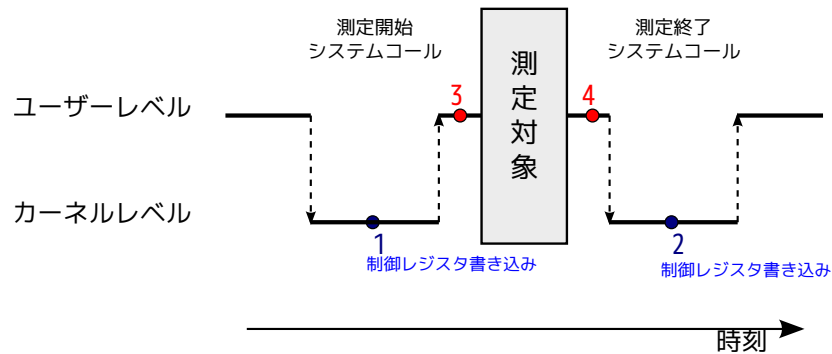 測定開始
システムコール
測定終了
システムコール
測定対象
3
4
ユーザーレベル
カーネルレベル
1
制御レジスタ書き込み
2
制御レジスタ書き込み
時刻